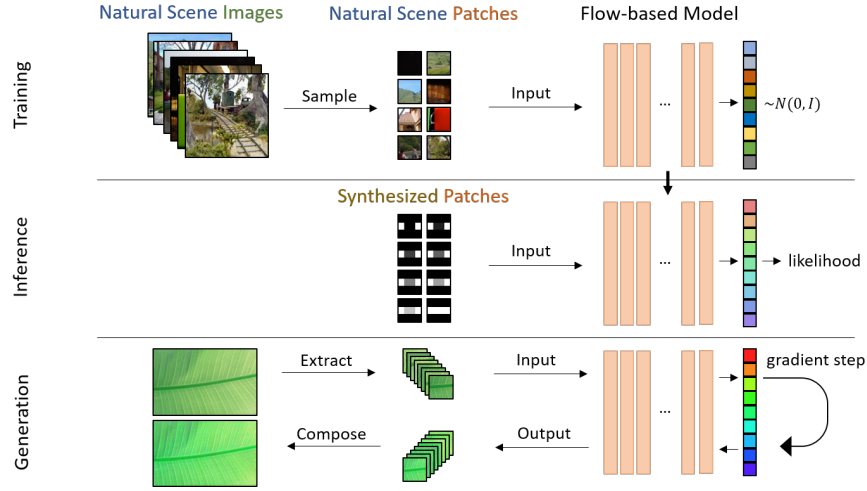 Natural Scene Images
Natural Scene Patches
Flow-based Model
Training
Sample
Input
...
~N(0, I)
Synthesized Patches
Inference
Input
...
likelihood
Generation
Extract
Input
...
gradient step
Compose
Output